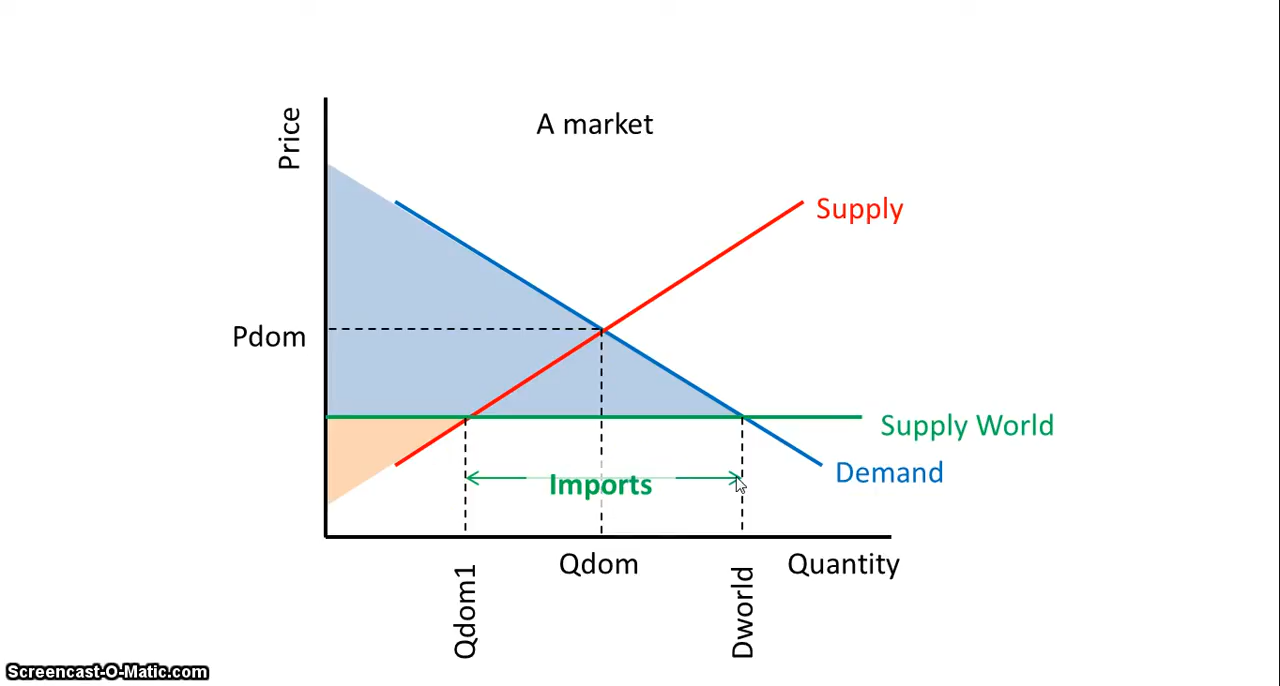 A market
Price
Supply
Pdom
Supply World
Demand
Imports
Qdom
Quantity
Qdom1
Dworld
Screencast-O-Matic.com